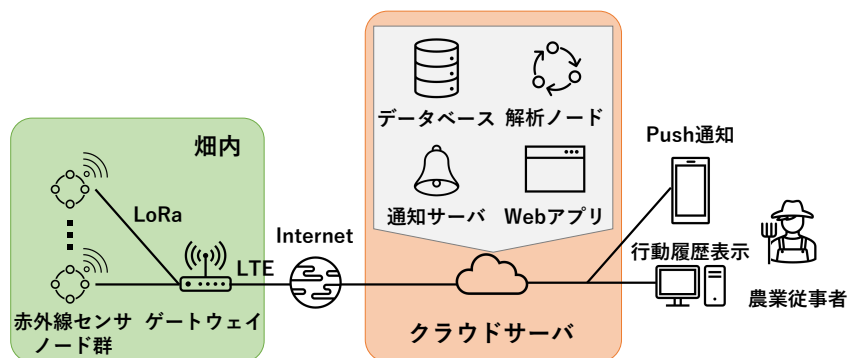 データベース
解析ノード
通知サーバ
Webアプリ
畑内
LoRa
LTE
Internet
赤外線センサ
ノード群
ゲートウェイ
クラウドサーバ
Push通知
行動履歴表示
農業従事者